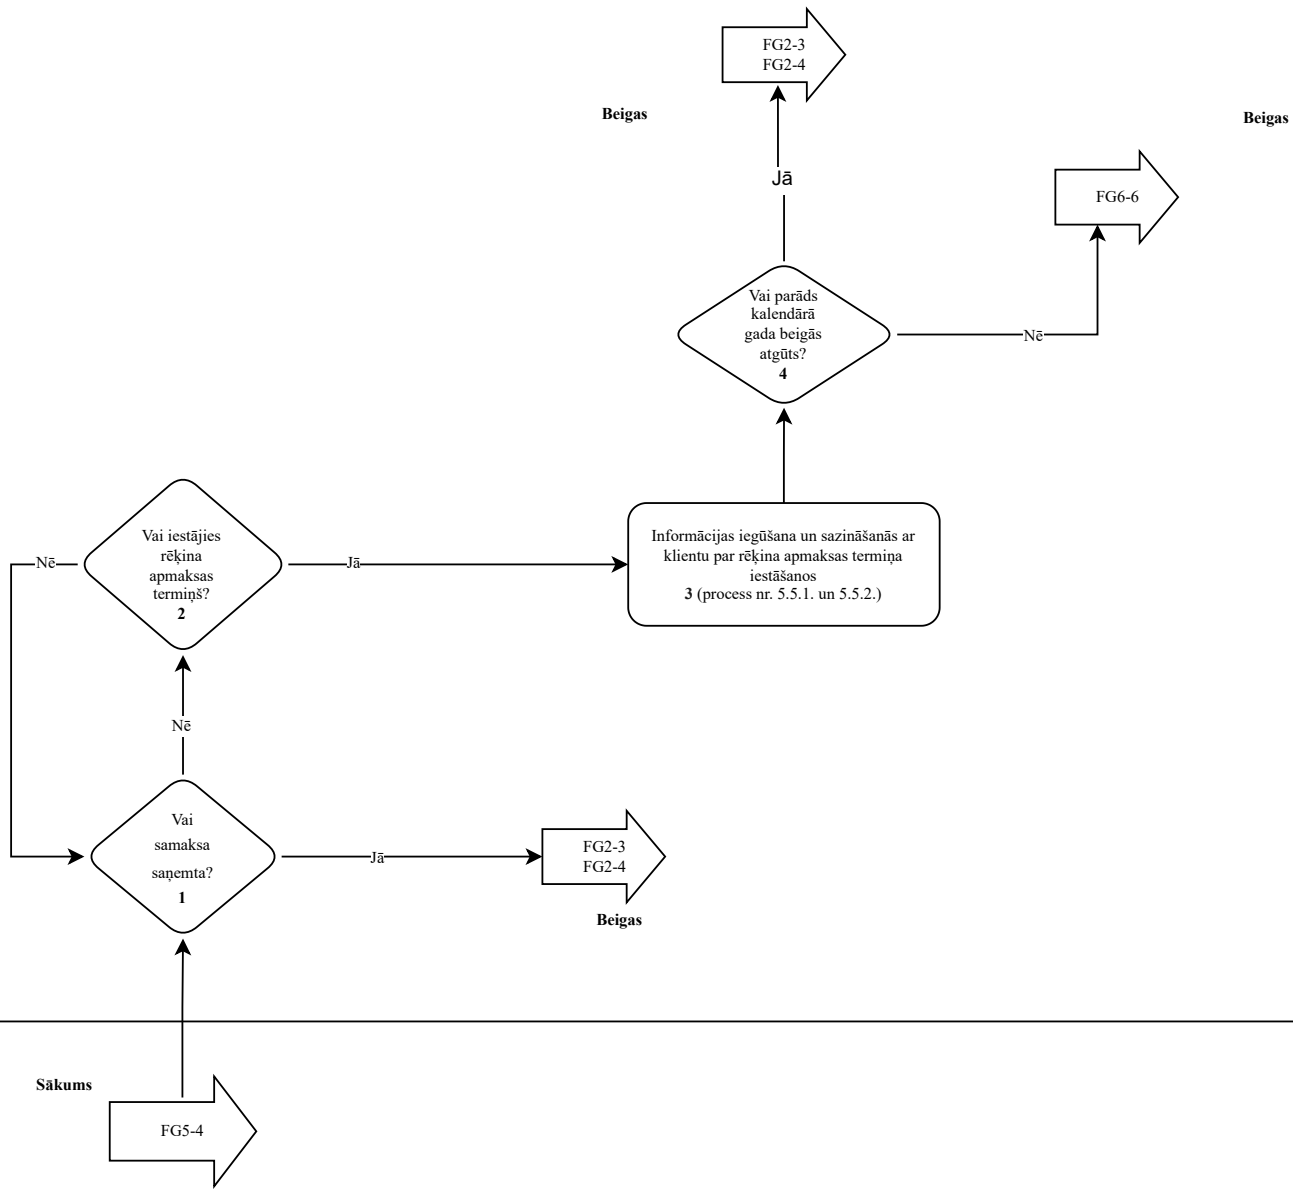 FG2-3
FG2-4
Beigas
Beigas
Jā
FG6-6
Vai parāds
kalendārā
gada beigās
atgūts?
4
Nē
Vai iestājies
rēķina
apmaksas
termiņš?
2
Nē
Jā
Informācijas iegūšana un sazināšanās ar
klientu par rēķina apmaksas termiņa
iestāšanos
3 (process nr. 5.5.1. un 5.5.2.)
Nē
Vai
samaksa
saņemta?
1
Jā
FG2-3
FG2-4
Beigas
Sākums
FG5-4